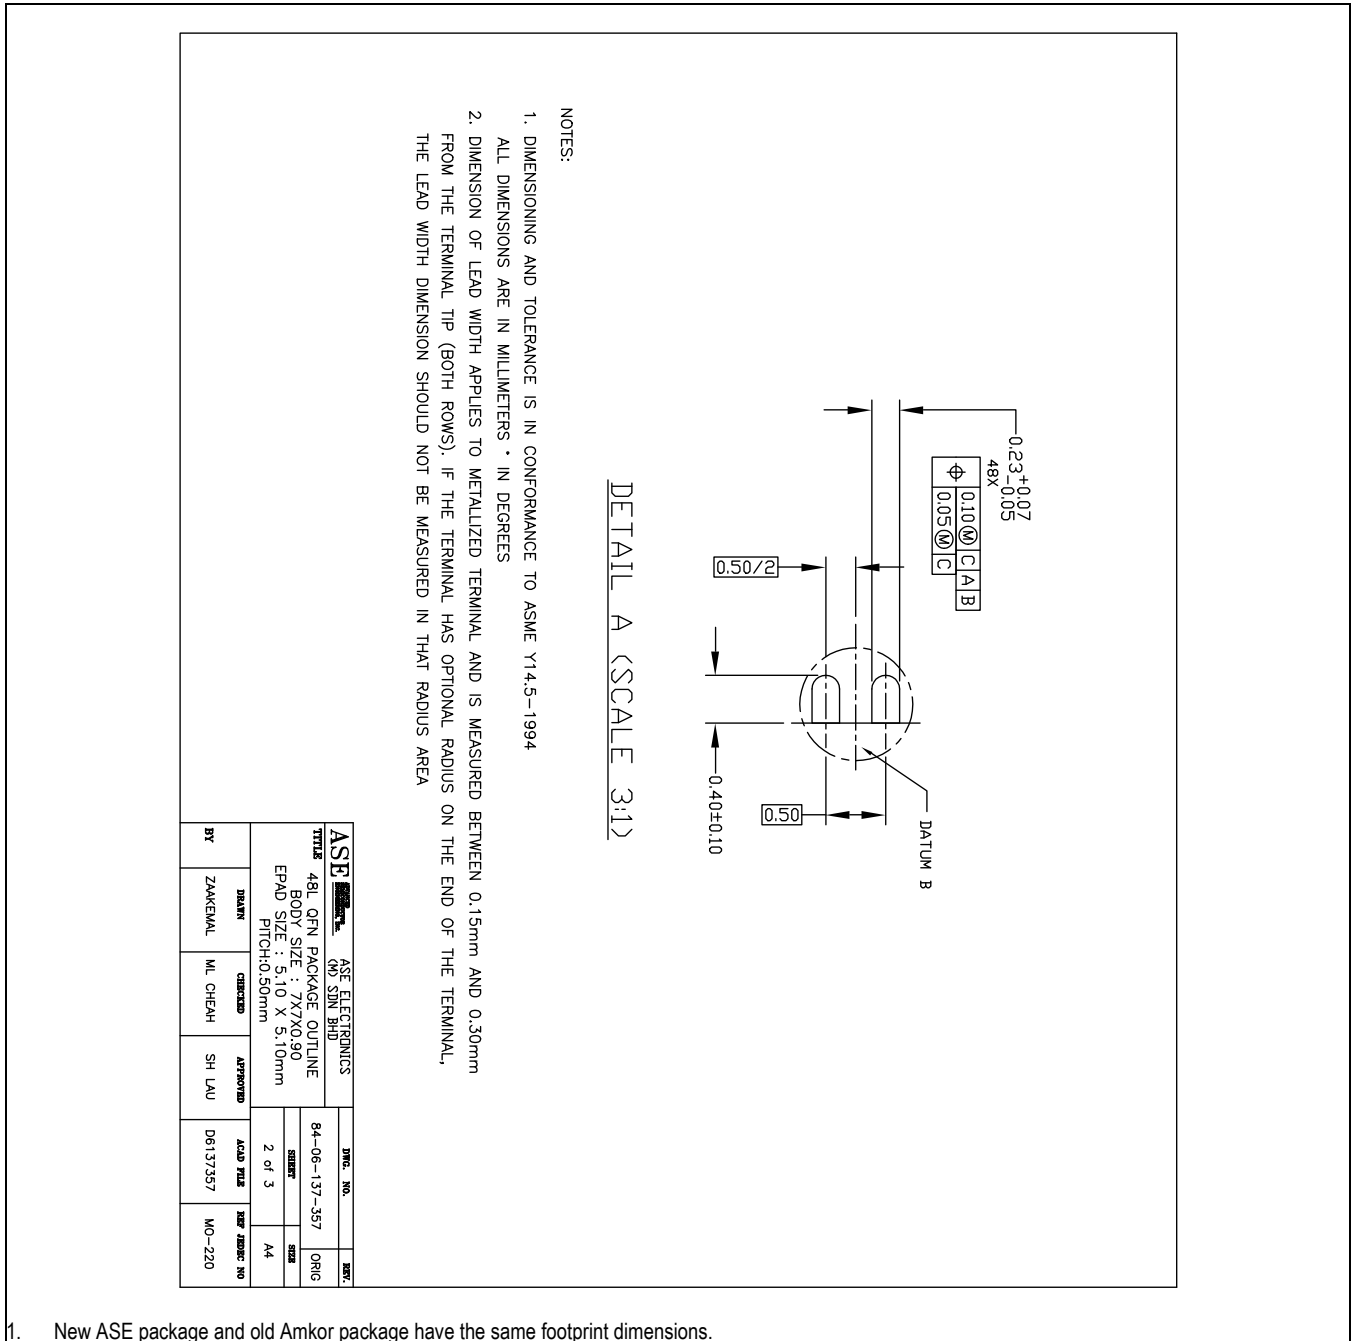 NOTES:
1. DIMENSIONING AND TOLERANCE IS IN CONFORMANCE TO ASME Y14.5-1994
ALL DIMENSIONS ARE IN MILLIMETERS ° IN DEGREES
2. DIMENSION OF LEAD WIDTH APPLIES TO METALLIZED TERMINAL AND IS MEASURED BETWEEN 0.15mm AND 0.30mm
FROM THE TERMINAL TIP (BOTH ROWS). IF THE TERMINAL HAS OPTIONAL RADIUS ON THE END OF THE TERMINAL,
THE LEAD WIDTH DIMENSION SHOULD NOT BE MEASURED IN THAT RADIUS AREA
0.23+0.07
-0.05
48X
⌖ 0.10Ⓜ C A B
0.05Ⓜ C
0.50/2
0.40±0.10
0.50
DATUM B
DETAIL A (SCALE 3:1)
ASE
ASE ELECTRONICS
(M) SDN BHD
TITLE
48L QFN PACKAGE OUTLINE
BODY SIZE : 7X7X0.90
EPAD SIZE : 5.10 X 5.10mm
PITCH:0.50mm
DWG. NO. REV.
84-06-137-357 ORIG
SHEET SIZE
2 of 3 A4
DRAWN CHECKED APPROVED ACAD FILE REF JEDEC NO
BY ZAAKEMAL ML CHEAH SH LAU D6137357 MO-220
1. New ASE package and old Amkor package have the same footprint dimensions.